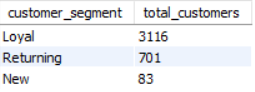 customer_segment total_customers
Loyal 3116
Returning 701
New 83